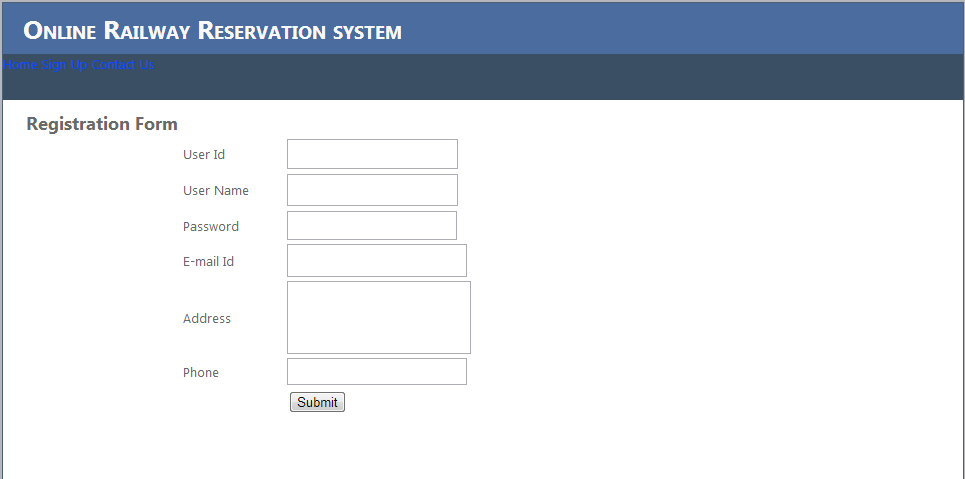 Online Railway Reservation system
Home Sign Up Contact Us
Registration Form
User Id
User Name
Password
E-mail Id
Address
Phone
Submit